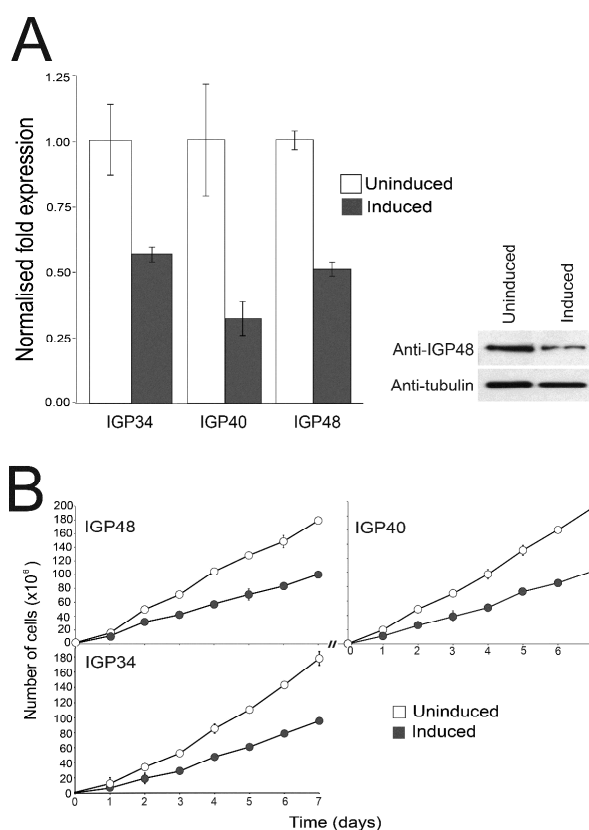 A
Normalised fold expression
1.25
1.00
0.75
0.50
0.25
0.00
IGP34 IGP40 IGP48
Uninduced
Induced
Uninduced
Induced
Anti-IGP48
Anti-tubulin
B
Number of cells (x10⁶)
IGP48
200
180
160
140
120
100
80
60
40
20
0
IGP40
0 1 2 3 4 5 6
IGP34
180
160
140
120
100
80
60
40
20
0
0 1 2 3 4 5 6 7
Uninduced
Induced
Time (days)